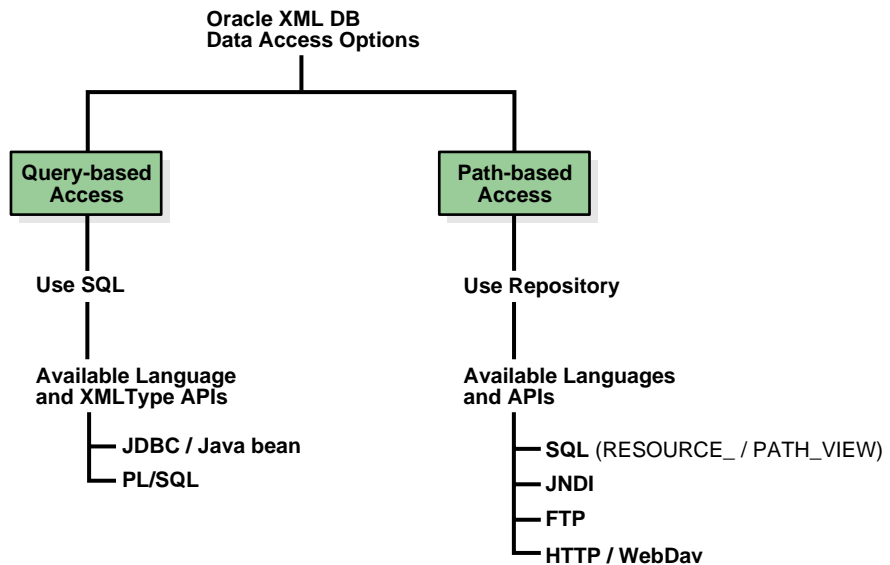 Oracle XML DB
Data Access Options
Query-based
Access
Use SQL
Available Language
and XMLType APIs
JDBC / Java bean
PL/SQL
Path-based
Access
Use Repository
Available Languages
and APIs
SQL (RESOURCE_ / PATH_VIEW)
JNDI
FTP
HTTP / WebDav